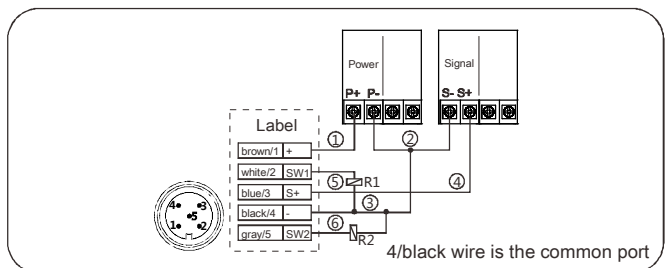 Power
Signal
P+ P-
S- S+
Label
① ②
brown/1 +
white/2 SW1
⑤ R1
blue/3 S+
④
③
black/4 -
⑥
gray/5 SW2
R2
4 3
5
1 2
4/black wire is the common port